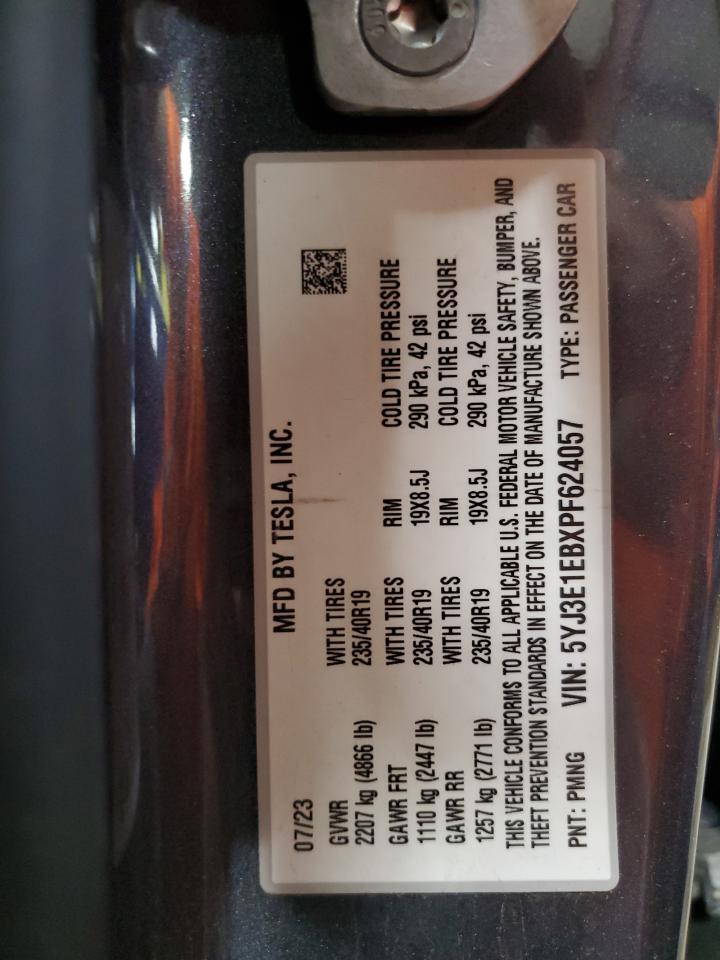 MFD BY TESLA, INC.
07/23
GVWR WITH TIRES
2207 kg (4866 lb) 235/40R19
GAWR FRT WITH TIRES RIM COLD TIRE PRESSURE
1110 kg (2447 lb) 235/40R19 19X8.5J 290 kPa, 42 psi
GAWR RR WITH TIRES RIM COLD TIRE PRESSURE
1257 kg (2771 lb) 235/40R19 19X8.5J 290 kPa, 42 psi
THIS VEHICLE CONFORMS TO ALL APPLICABLE U.S. FEDERAL MOTOR VEHICLE SAFETY, BUMPER, AND
THEFT PREVENTION STANDARDS IN EFFECT ON THE DATE OF MANUFACTURE SHOWN ABOVE.
PNT: PMNG VIN: 5YJ3E1EBXPF624057 TYPE: PASSENGER CAR